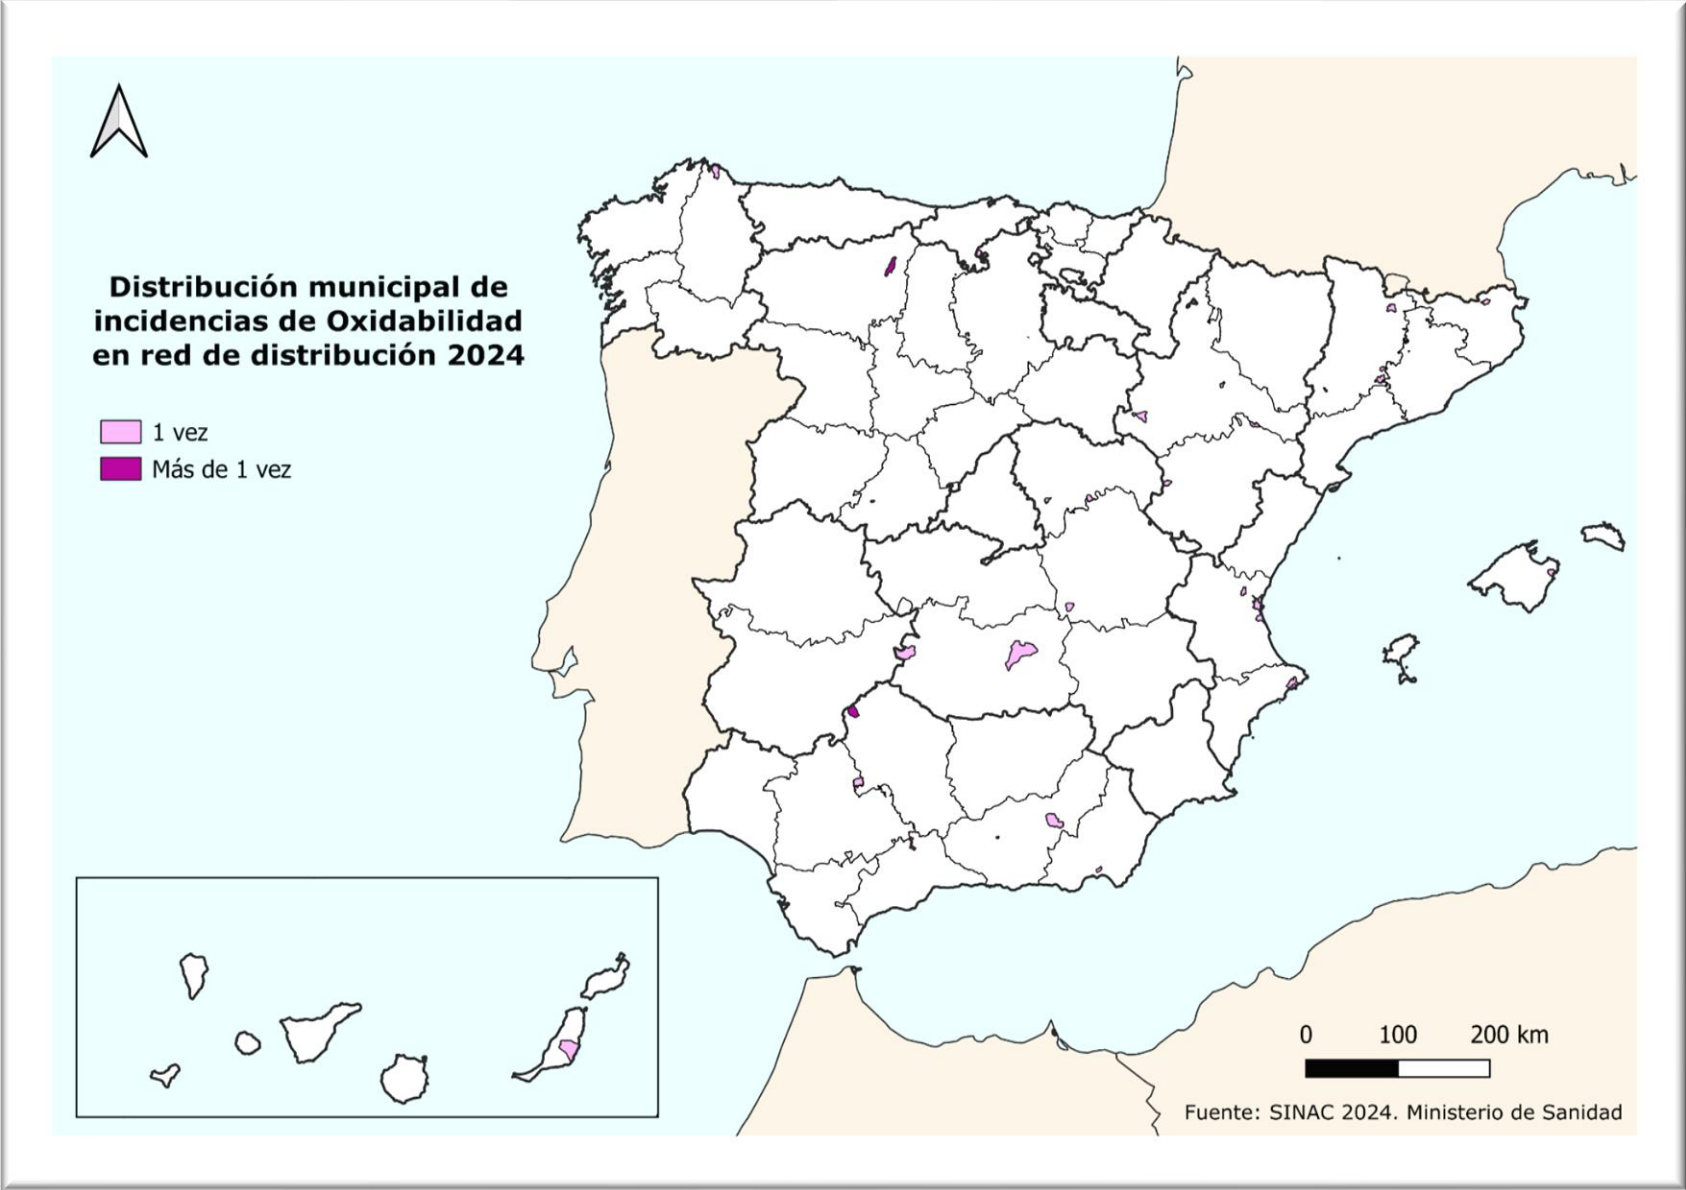 Distribución municipal de
incidencias de Oxidabilidad
en red de distribución 2024
1 vez
Más de 1 vez
0 100 200 km
Fuente: SINAC 2024. Ministerio de Sanidad